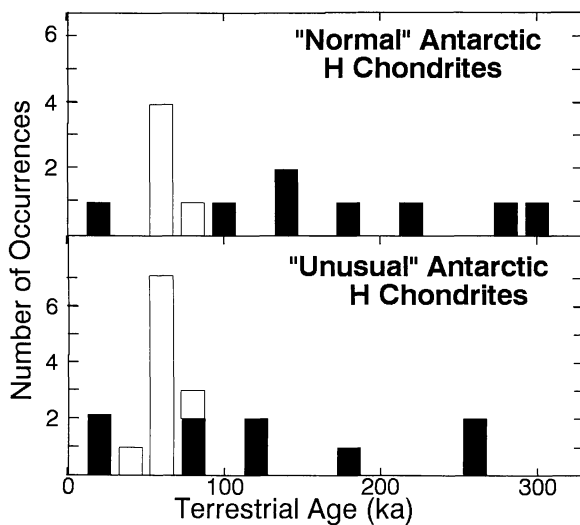 6
4
2
"Normal" Antarctic
H Chondrites
Number of Occurrences
6
4
2
"Unusual" Antarctic
H Chondrites
0
100
200
300
Terrestrial Age (ka)